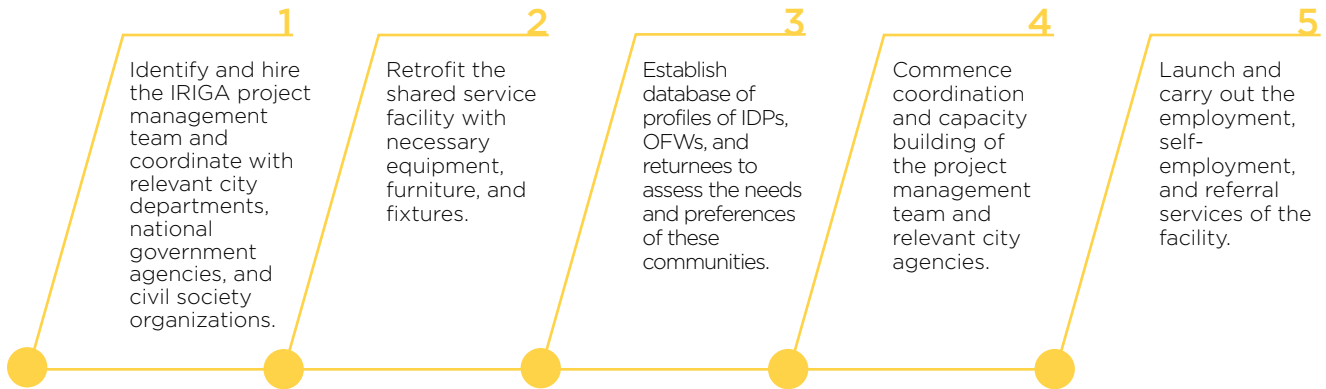 1
Identify and hire
the IRIGA project
management
team and
coordinate with
relevant city
departments,
national
government
agencies, and
civil society
organizations.
2
Retrofit the
shared service
facility with
necessary
equipment,
furniture, and
fixtures.
3
Establish
database of
profiles of IDPs,
OFWs, and
returnees to
assess the needs
and preferences
of these
communities.
4
Commence
coordination
and capacity
building of
the project
management
team and
relevant city
agencies.
5
Launch and
carry out the
employment,
self-
employment,
and referral
services of the
facility.